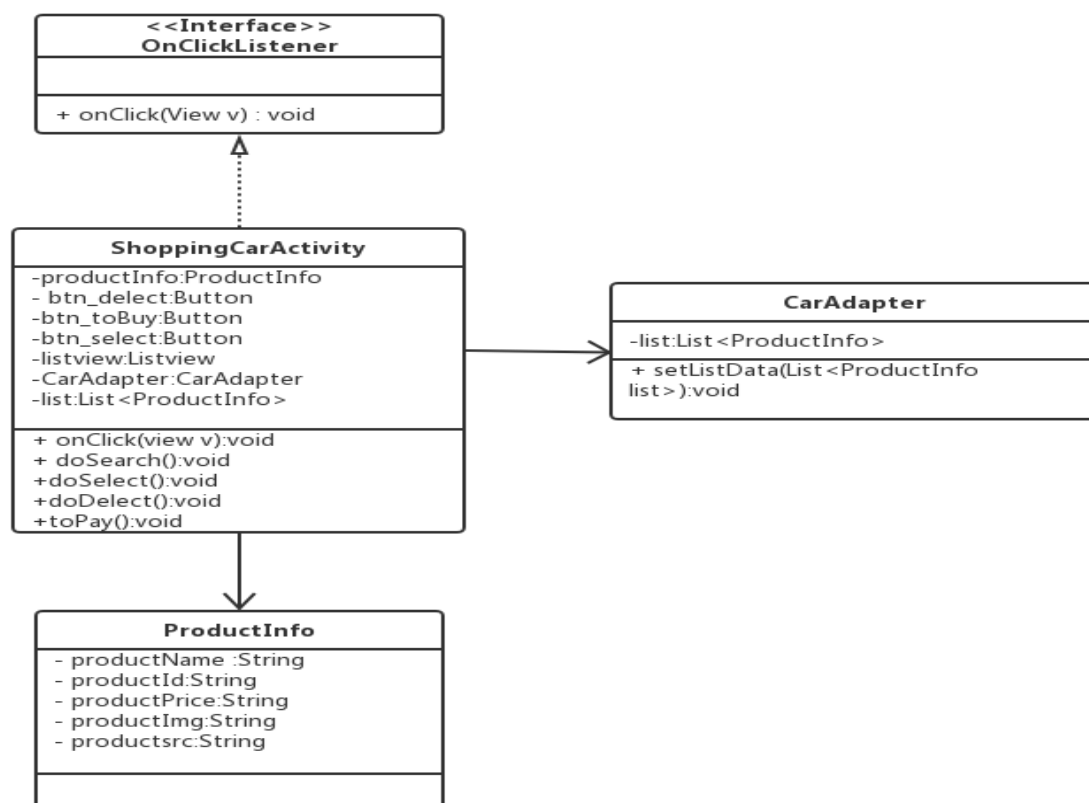 <<Interface>>
OnClickListener
+ onClick(View v) : void
ShoppingCarActivity
-productInfo:ProductInfo
- btn_delect:Button
-btn_toBuy:Button
-btn_select:Button
-listview:Listview
-CarAdapter:CarAdapter
-list:List<ProductInfo>
+ onClick(view v):void
+ doSearch():void
+doSelect():void
+doDelect():void
+toPay():void
CarAdapter
-list:List<ProductInfo>
+ setListData(List<ProductInfo
list>):void
ProductInfo
- productName :String
- productId:String
- productPrice:String
- productImg:String
- productsrc:String